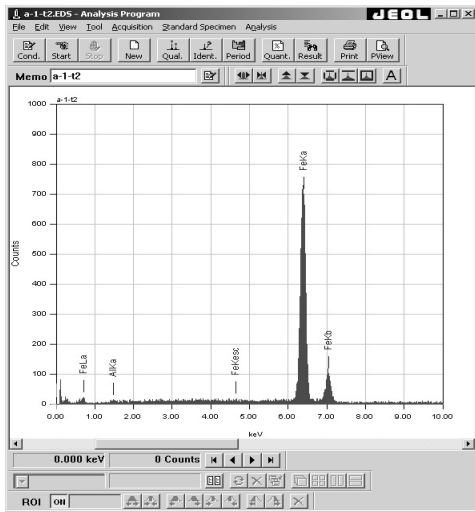 a-1-t2.EDS - Analysis Program
JEOL
File Edit View Tool Acquisition Standard Specimen Analysis
Cond. Start Stop New Qual. Ident. Period Quant. Result Print PView
Memo a-1-t2
A
a-1-t2
1000
900
800
700
600
500
400
300
200
100
0
Counts
FeLa
AlKa
FeKesc
FeKa
FeKb
0.00 1.00 2.00 3.00 4.00 5.00 6.00 7.00 8.00 9.00 10.00
keV
0.000 keV 0 Counts
ROI ON